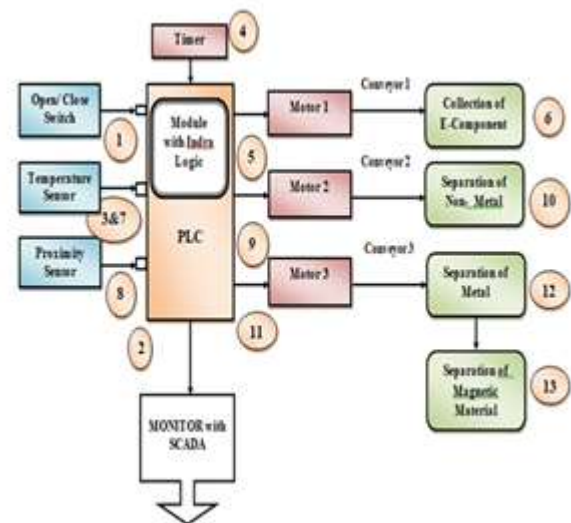 Timer
4
Open/ Close
Switch
1
Module
with Indra
Logic
5
Motor 1
Conveyor 1
Collection of
E-Component
6
Temperature
Sensor
3&7
Motor 2
Conveyor 2
Separation of
Non- Metal
10
PLC
9
Proximity
Sensor
8
Motor 3
Conveyor 3
Separation of
Metal
12
2
11
Separation of
Magnetic
Material
13
MONITOR with
SCADA